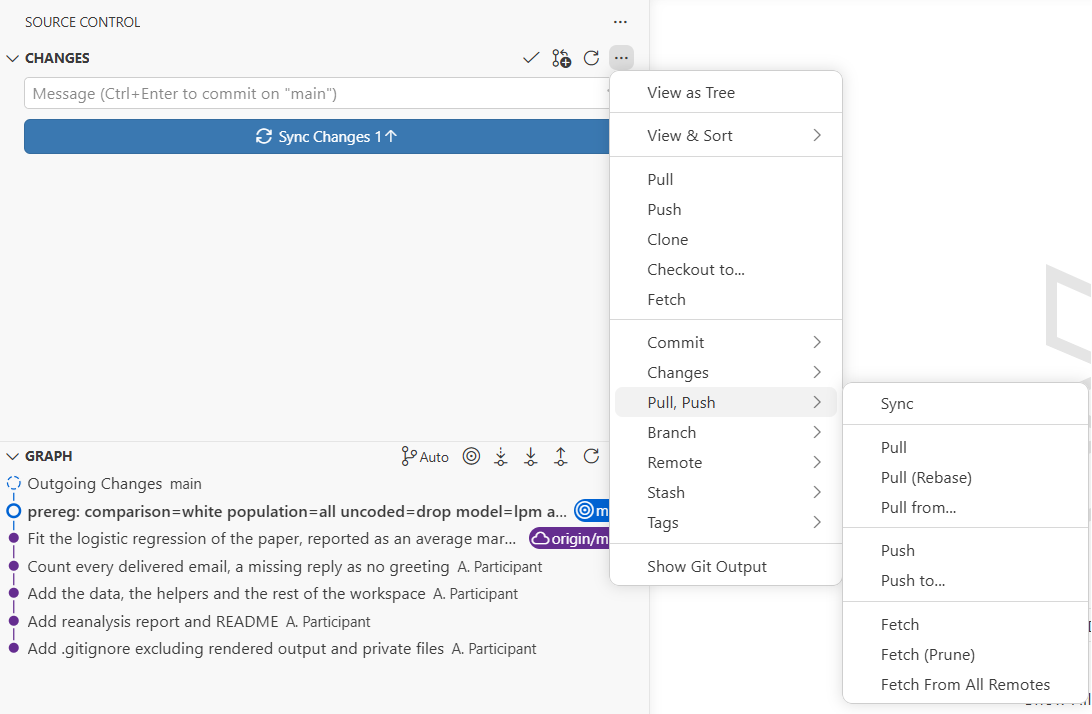 SOURCE CONTROL
CHANGES
Message (Ctrl+Enter to commit on "main")
Sync Changes 1↑
View as Tree
View & Sort
Pull
Push
Clone
Checkout to...
Fetch
Commit
Changes
Pull, Push
Branch
Remote
Stash
Tags
Show Git Output
Sync
Pull
Pull (Rebase)
Pull from...
Push
Push to...
Fetch
Fetch (Prune)
Fetch From All Remotes
GRAPH
Auto
Outgoing Changes main
prereg: comparison=white population=all uncoded=drop model=lpm a...
Fit the logistic regression of the paper, reported as an average mar... origin/m
Count every delivered email, a missing reply as no greeting A. Participant
Add the data, the helpers and the rest of the workspace A. Participant
Add reanalysis report and README A. Participant
Add .gitignore excluding rendered output and private files A. Participant